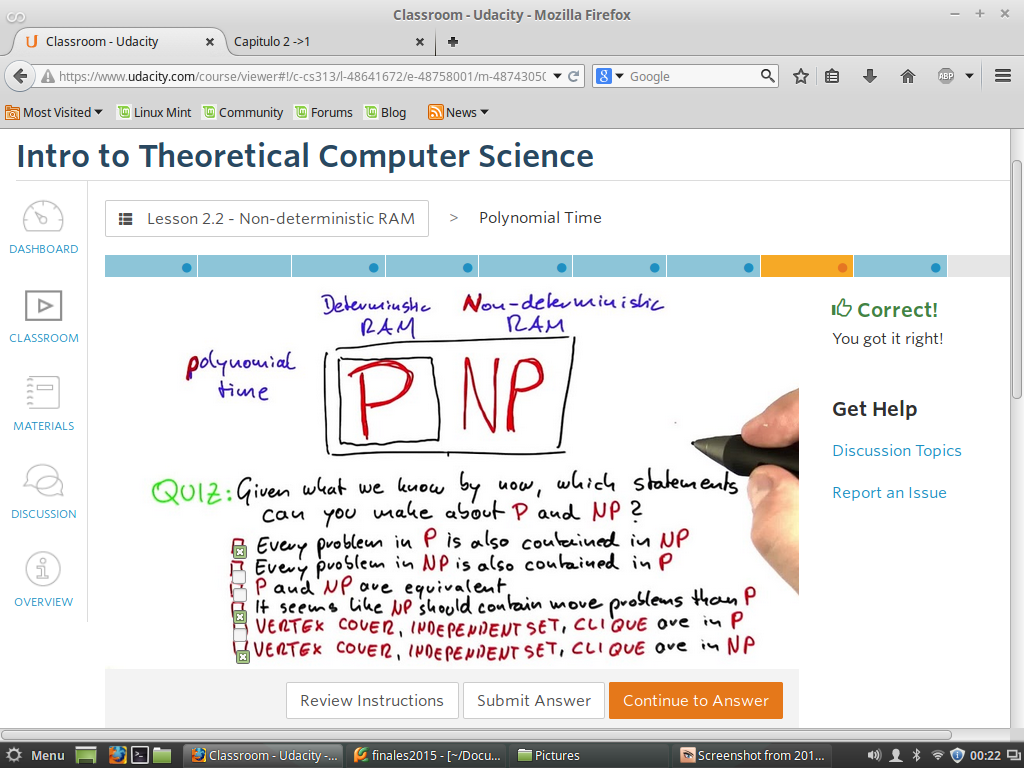 Classroom - Udacity - Mozilla Firefox
Classroom - Udacity
Capitulo 2 ->1
https://www.udacity.com/course/viewer#!/c-cs313/l-48641672/e-48758001/m-4874305
Google
ABP
Most Visited
Linux Mint
Community
Forums
Blog
News
Intro to Theoretical Computer Science
DASHBOARD
CLASSROOM
MATERIALS
DISCUSSION
OVERVIEW
Lesson 2.2 - Non-deterministic RAM > Polynomial Time
Deterministic RAM
Non-deterministic RAM
Polynomial time
P NP
QUIZ: Given what we know by now, which statements
can you make about P and NP?
Every problem in P is also contained in NP
Every problem in NP is also contained in P
P and NP are equivalent
It seems like NP should contain more problems than P
VERTEX COVER, INDEPENDENT SET, CLIQUE are in P
VERTEX COVER, INDEPENDENT SET, CLIQUE are in NP
Correct!
You got it right!
Get Help
Discussion Topics
Report an Issue
Review Instructions
Submit Answer
Continue to Answer
Menu
Classroom - Udacity -...
finales2015 - [~/Docu...
Pictures
Screenshot from 201...
00:22